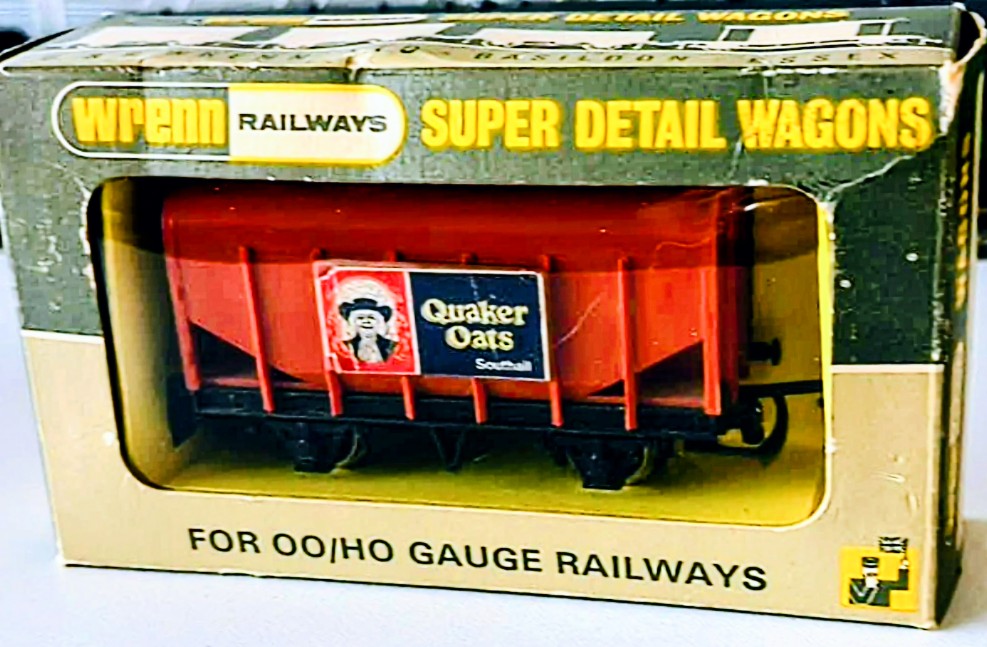 SUPER DETAIL WAGONS
BASILDON ESSEX
wrenn RAILWAYS SUPER DETAIL WAGONS
Quaker
Oats
Southall
FOR OO/HO GAUGE RAILWAYS